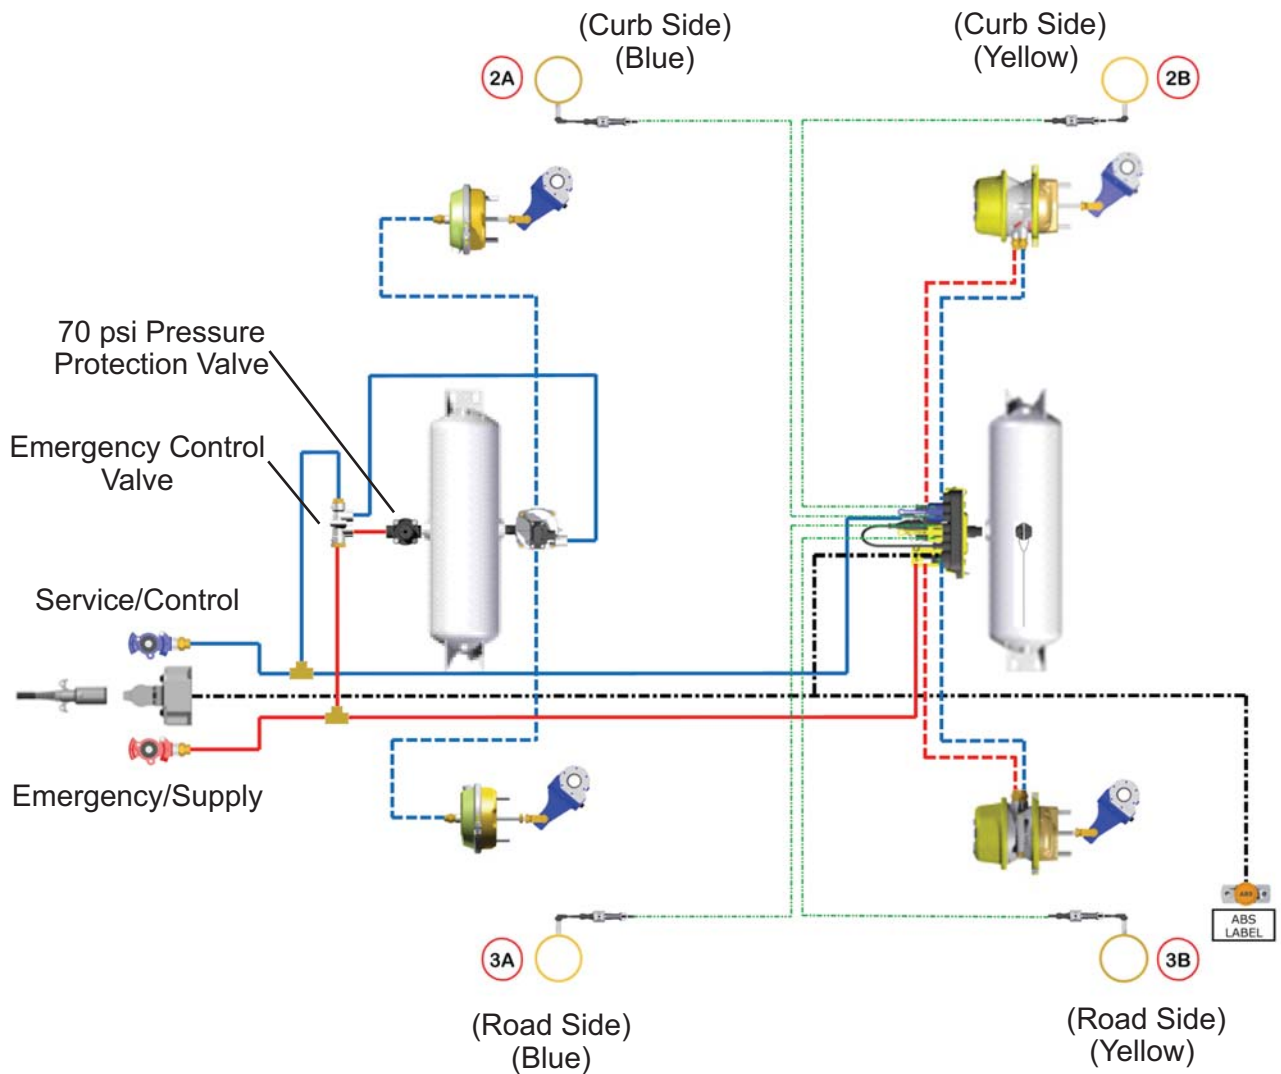 (Curb Side)
(Blue)
(Curb Side)
(Yellow)
2A
2B
70 psi Pressure
Protection Valve
Emergency Control
Valve
Service/Control
Emergency/Supply
ABS
ABS
LABEL
3A
3B
(Road Side)
(Blue)
(Road Side)
(Yellow)